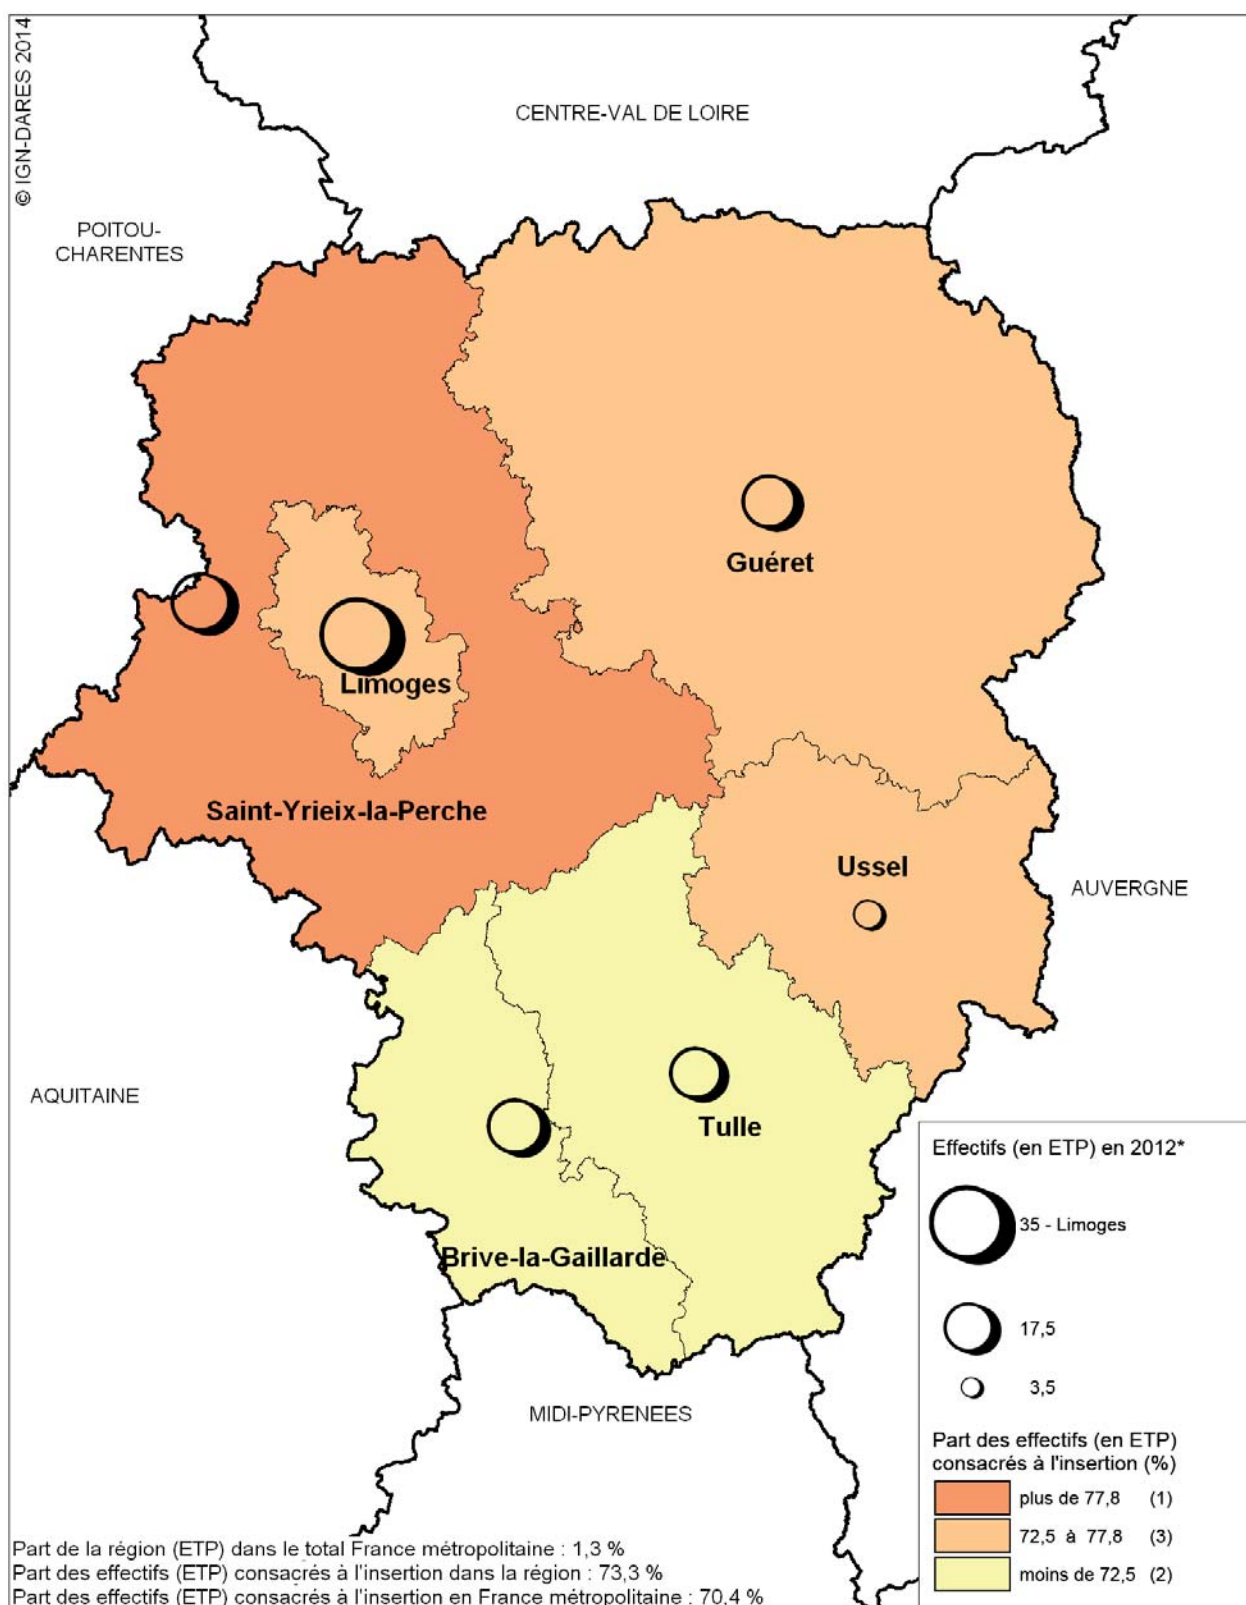 © IGN-DARES 2014
CENTRE-VAL DE LOIRE
POITOU-
CHARENTES
Guéret
Limoges
Saint-Yrieix-la-Perche
Ussel
AUVERGNE
AQUITAINE
Tulle
Brive-la-Gaillarde
MIDI-PYRENEES
Effectifs (en ETP) en 2012*
35 - Limoges
17,5
3,5
Part des effectifs (en ETP)
consacrés à l'insertion (%)
plus de 77,8 (1)
72,5 à 77,8 (3)
moins de 72,5 (2)
Part de la région (ETP) dans le total France métropolitaine : 1,3 %
Part des effectifs (ETP) consacrés à l'insertion dans la région : 73,3 %
Part des effectifs (ETP) consacrés à l'insertion en France métropolitaine : 70,4 %